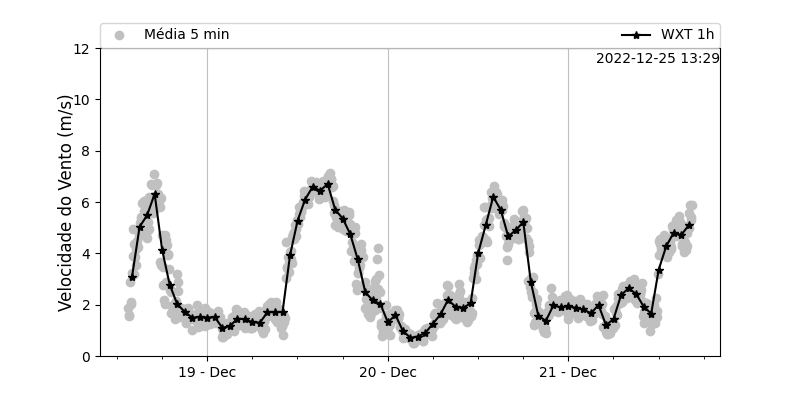 Média 5 min
WXT 1h
2022-12-25 13:29
Velocidade do Vento (m/s)
12
10
8
6
4
2
0
19 - Dec
20 - Dec
21 - Dec